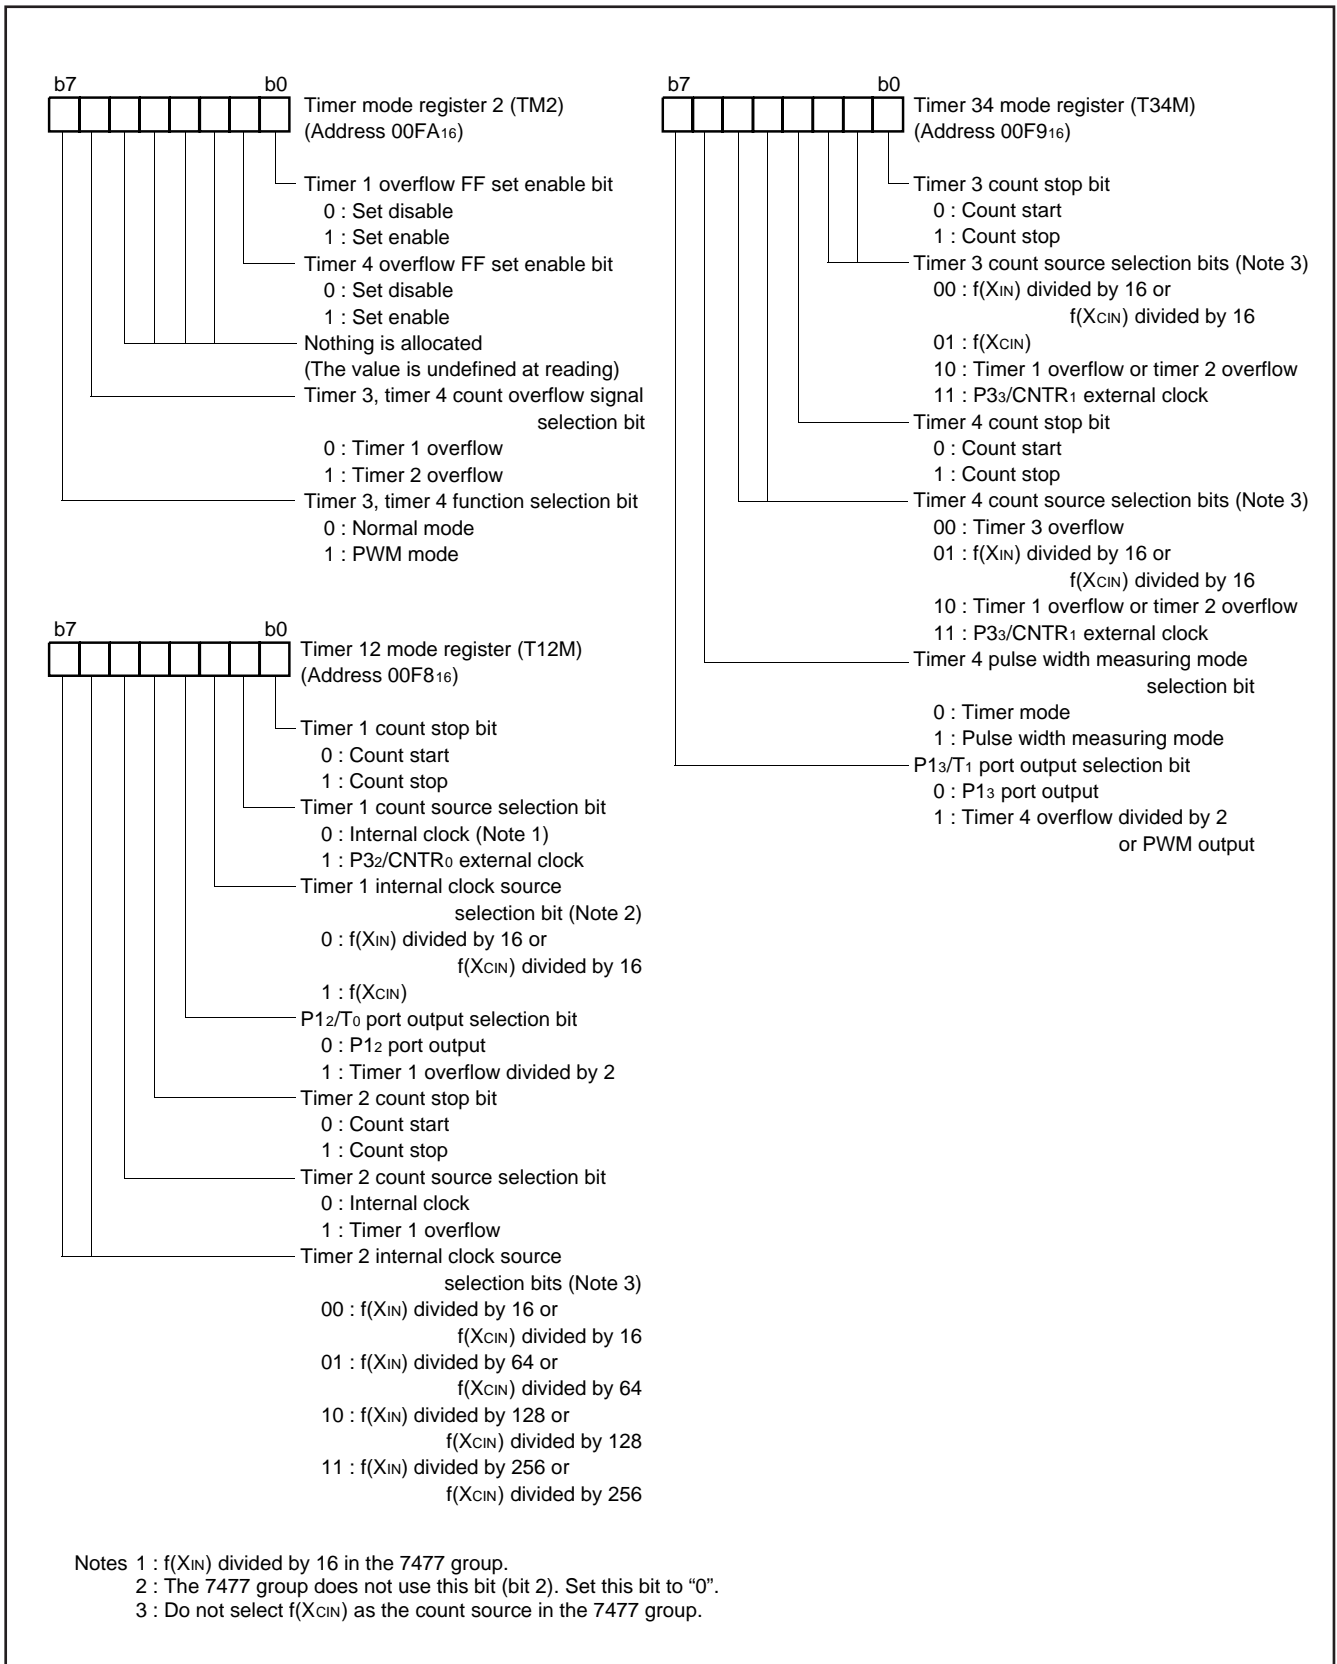 b7 b0
Timer mode register 2 (TM2)
(Address 00FA16)
Timer 1 overflow FF set enable bit
0 : Set disable
1 : Set enable
Timer 4 overflow FF set enable bit
0 : Set disable
1 : Set enable
Nothing is allocated
(The value is undefined at reading)
Timer 3, timer 4 count overflow signal
selection bit
0 : Timer 1 overflow
1 : Timer 2 overflow
Timer 3, timer 4 function selection bit
0 : Normal mode
1 : PWM mode
b7 b0
Timer 12 mode register (T12M)
(Address 00F816)
Timer 1 count stop bit
0 : Count start
1 : Count stop
Timer 1 count source selection bit
0 : Internal clock (Note 1)
1 : P32/CNTR0 external clock
Timer 1 internal clock source
selection bit (Note 2)
0 : f(XIN) divided by 16 or
f(XCIN) divided by 16
1 : f(XCIN)
P12/T0 port output selection bit
0 : P12 port output
1 : Timer 1 overflow divided by 2
Timer 2 count stop bit
0 : Count start
1 : Count stop
Timer 2 count source selection bit
0 : Internal clock
1 : Timer 1 overflow
Timer 2 internal clock source
selection bits (Note 3)
00 : f(XIN) divided by 16 or
f(XCIN) divided by 16
01 : f(XIN) divided by 64 or
f(XCIN) divided by 64
10 : f(XIN) divided by 128 or
f(XCIN) divided by 128
11 : f(XIN) divided by 256 or
f(XCIN) divided by 256
b7 b0
Timer 34 mode register (T34M)
(Address 00F916)
Timer 3 count stop bit
0 : Count start
1 : Count stop
Timer 3 count source selection bits (Note 3)
00 : f(XIN) divided by 16 or
f(XCIN) divided by 16
01 : f(XCIN)
10 : Timer 1 overflow or timer 2 overflow
11 : P33/CNTR1 external clock
Timer 4 count stop bit
0 : Count start
1 : Count stop
Timer 4 count source selection bits (Note 3)
00 : Timer 3 overflow
01 : f(XIN) divided by 16 or
f(XCIN) divided by 16
10 : Timer 1 overflow or timer 2 overflow
11 : P33/CNTR1 external clock
Timer 4 pulse width measuring mode
selection bit
0 : Timer mode
1 : Pulse width measuring mode
P13/T1 port output selection bit
0 : P13 port output
1 : Timer 4 overflow divided by 2
or PWM output
Notes 1 : f(XIN) divided by 16 in the 7477 group.
2 : The 7477 group does not use this bit (bit 2). Set this bit to “0”.
3 : Do not select f(XCIN) as the count source in the 7477 group.